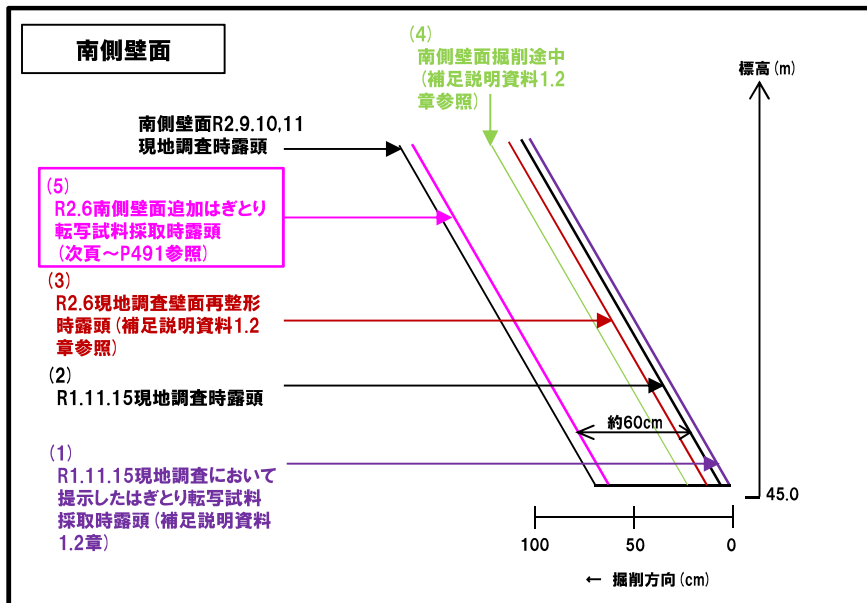 南側壁面
(4)
南側壁面掘削途中
(補足説明資料1.2
章参照)
標高(m)
南側壁面R2.9.10,11
現地調査時露頭
(5)
R2.6南側壁面追加はぎとり
転写試料採取時露頭
(次頁～P491参照)
(3)
R2.6現地調査壁面再整形
時露頭(補足説明資料1.2
章参照)
(2)
R1.11.15現地調査時露頭
約60cm
(1)
R1.11.15現地調査において
提示したはぎとり転写試料
採取時露頭(補足説明資料
1.2章)
45.0
100 50 0
← 掘削方向(cm)